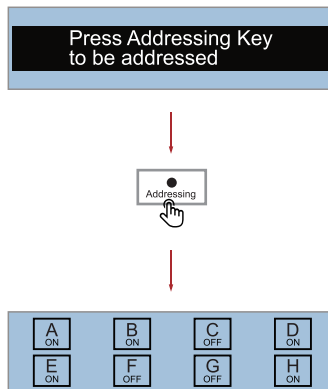 Press Addressing Key
to be addressed
Addressing
A B C D
ON ON OFF ON
E F G H
ON OFF OFF ON